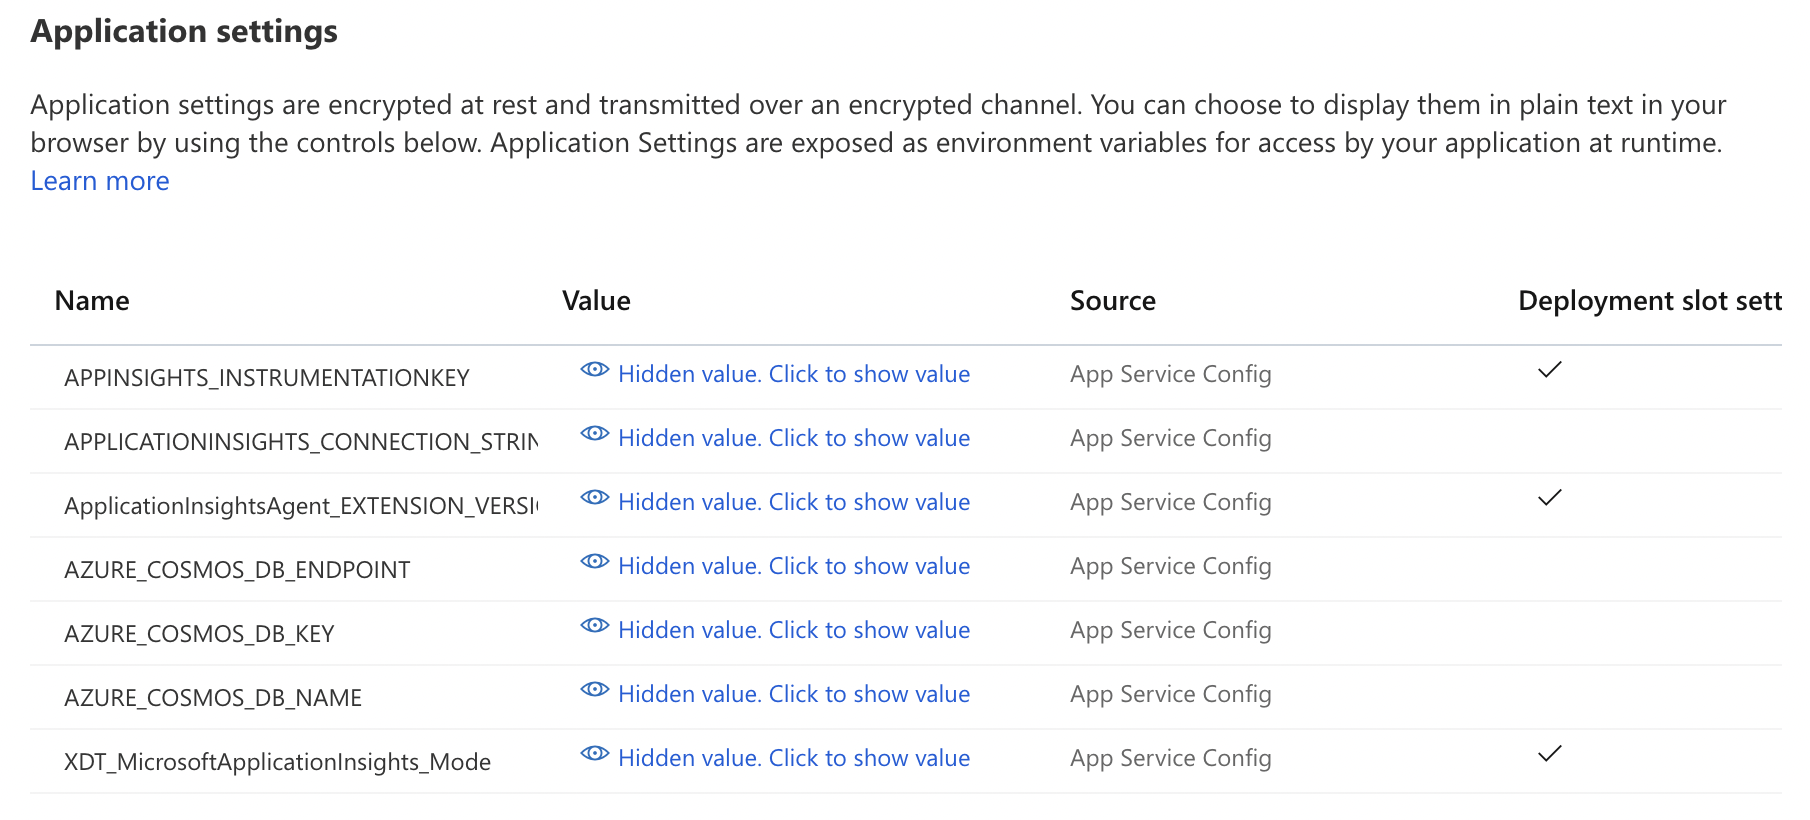 Application settings
Application settings are encrypted at rest and transmitted over an encrypted channel. You can choose to display them in plain text in your
browser by using the controls below. Application Settings are exposed as environment variables for access by your application at runtime.
Learn more
Name Value Source Deployment slot sett
APPINSIGHTS_INSTRUMENTATIONKEY Hidden value. Click to show value App Service Config
APPLICATIONINSIGHTS_CONNECTION_STRIN Hidden value. Click to show value App Service Config
ApplicationInsightsAgent_EXTENSION_VERSI Hidden value. Click to show value App Service Config
AZURE_COSMOS_DB_ENDPOINT Hidden value. Click to show value App Service Config
AZURE_COSMOS_DB_KEY Hidden value. Click to show value App Service Config
AZURE_COSMOS_DB_NAME Hidden value. Click to show value App Service Config
XDT_MicrosoftApplicationInsights_Mode Hidden value. Click to show value App Service Config